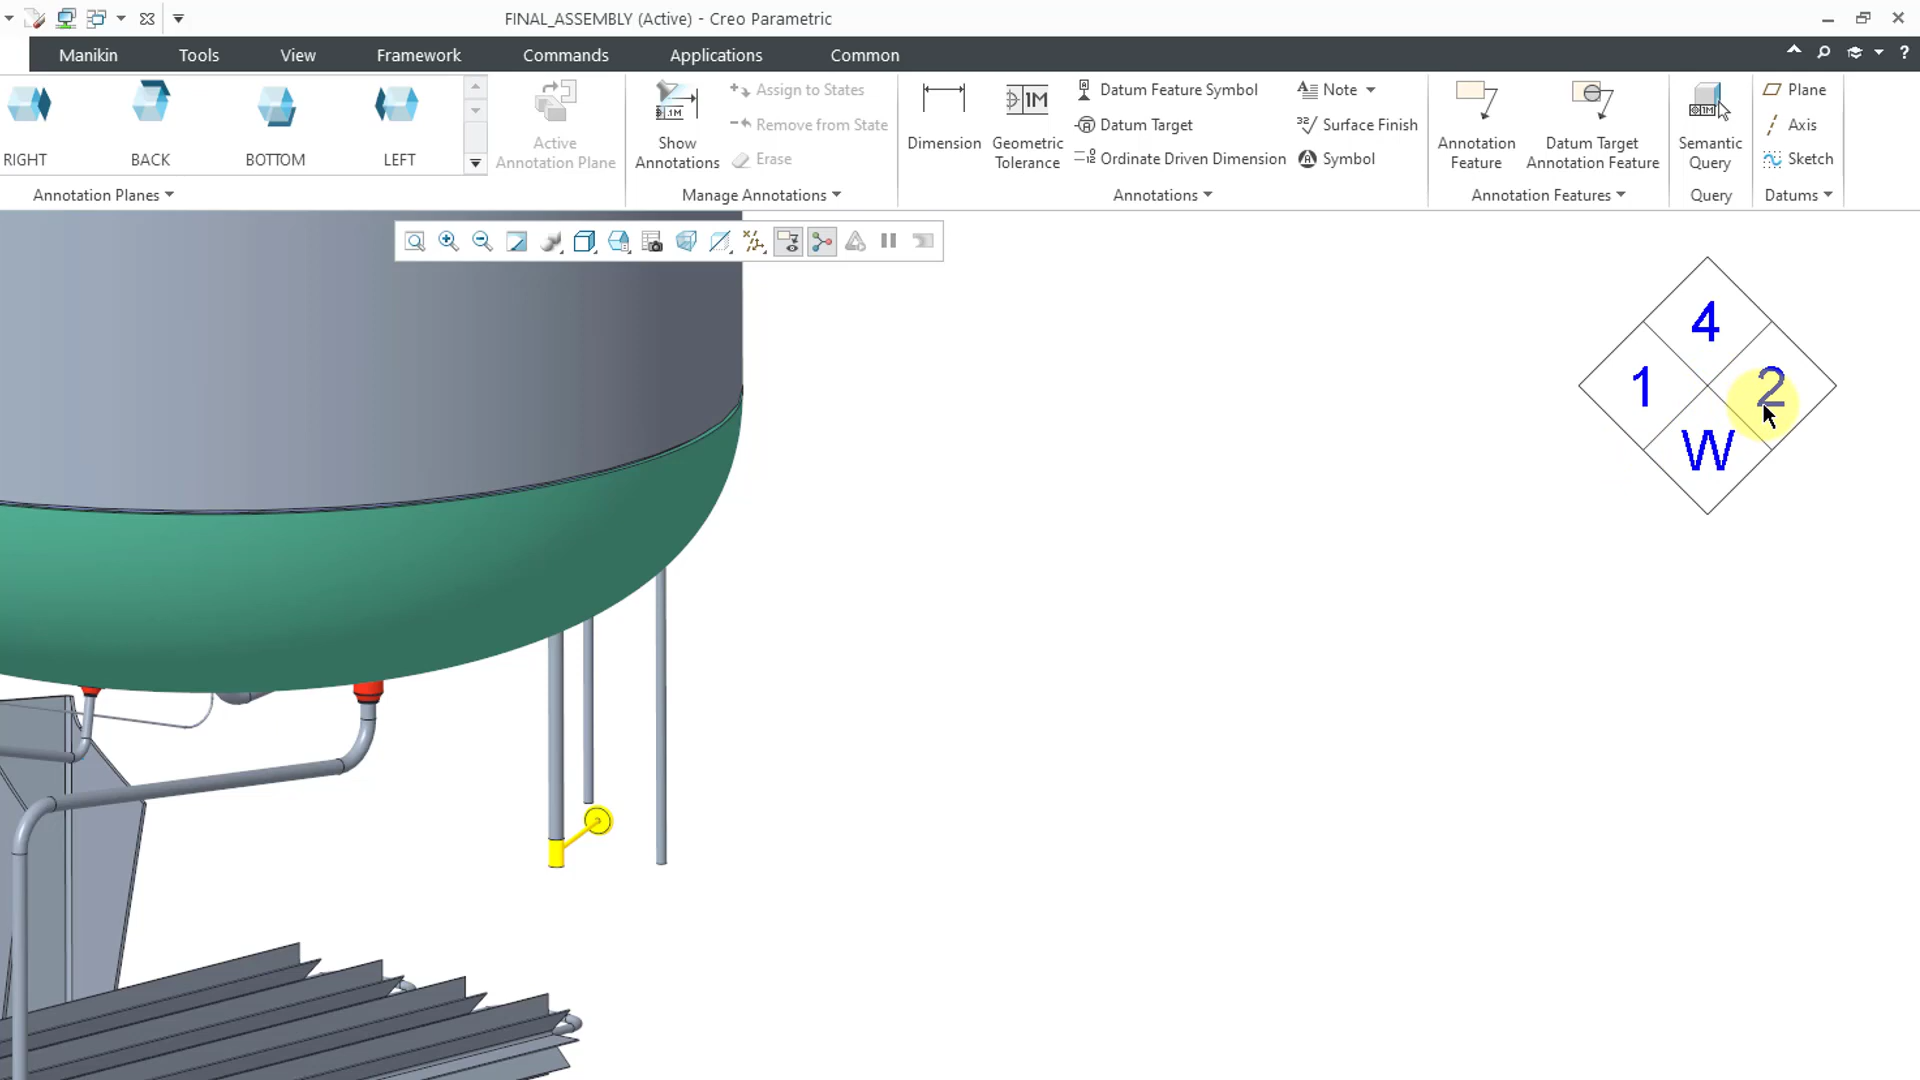 FINAL_ASSEMBLY (Active) - Creo Parametric
Manikin Tools View Framework Commands Applications Common
RIGHT BACK BOTTOM LEFT
Active Annotation Plane
Annotation Planes
Show Annotations
Assign to States
Remove from State
Erase
Manage Annotations
Dimension
Geometric Tolerance
Datum Feature Symbol
Datum Target
Ordinate Driven Dimension
Note
Surface Finish
Symbol
Annotations
Annotation Feature
Datum Target Annotation Feature
Annotation Features
Semantic Query
Query
Plane
Axis
Sketch
Datums
4
1 2
W